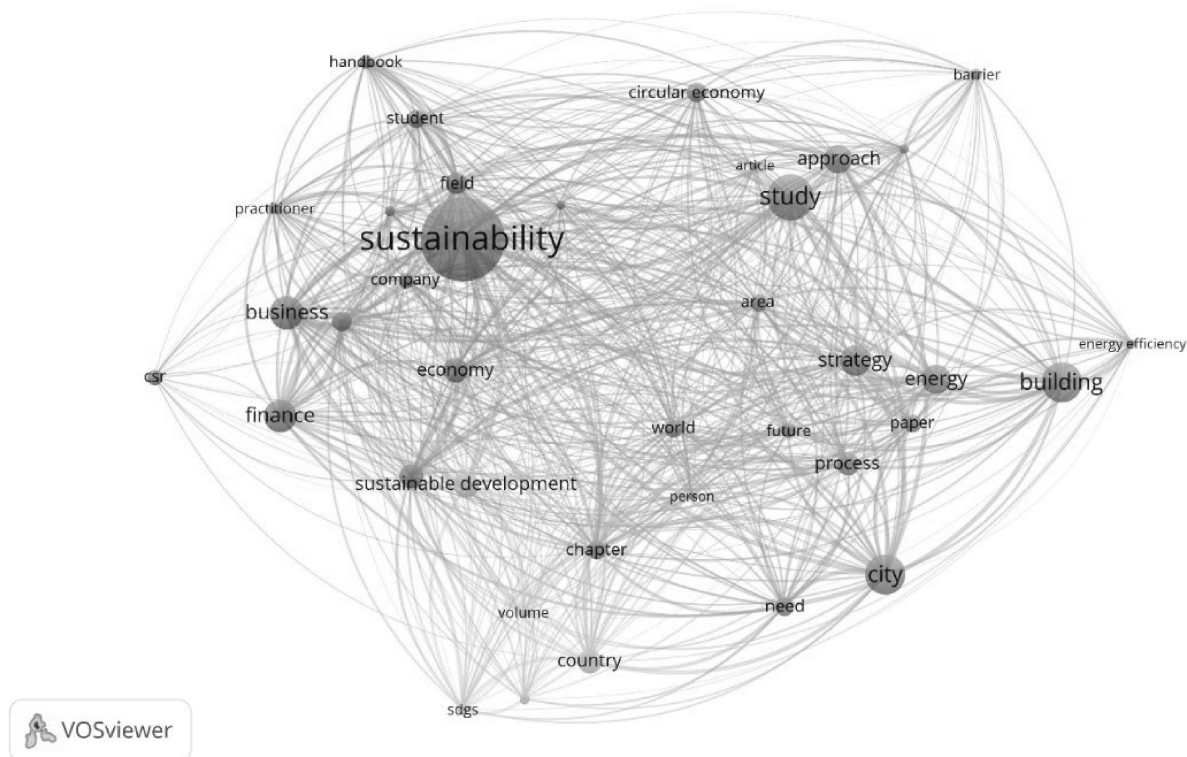 handbook
barrier
circular economy
student
article
approach
field
study
practitioner
sustainability
company
area
business
energy efficiency
strategy
economy
energy
building
csr
finance
paper
world
future
process
sustainable development
person
chapter
city
need
volume
country
sdgs
VOSviewer